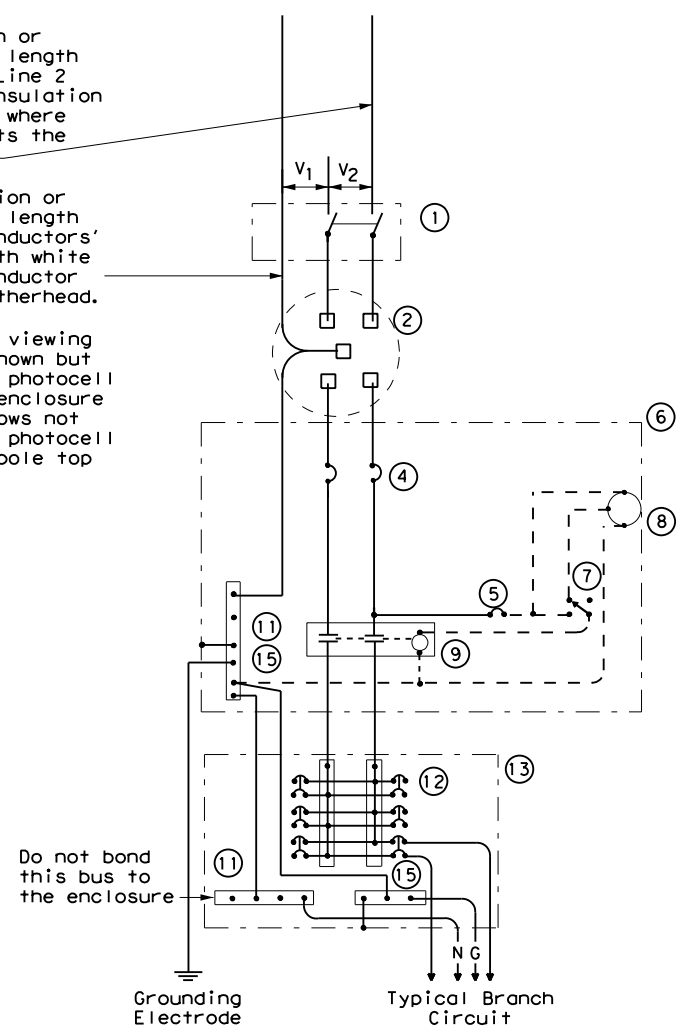 n or
length
Line 2
nsulation
where
ts the
ion or
length
nductors'
th white
nductor
therhead.
viewing
hown but
photocell
enclosure
ows not
photocell
pole top
V1 V2
1
2
6
4
8
7
5
11
9
15
13
12
Do not bond
this bus to
the enclosure
11
15
N G
Grounding
Electrode
Typical Branch
Circuit